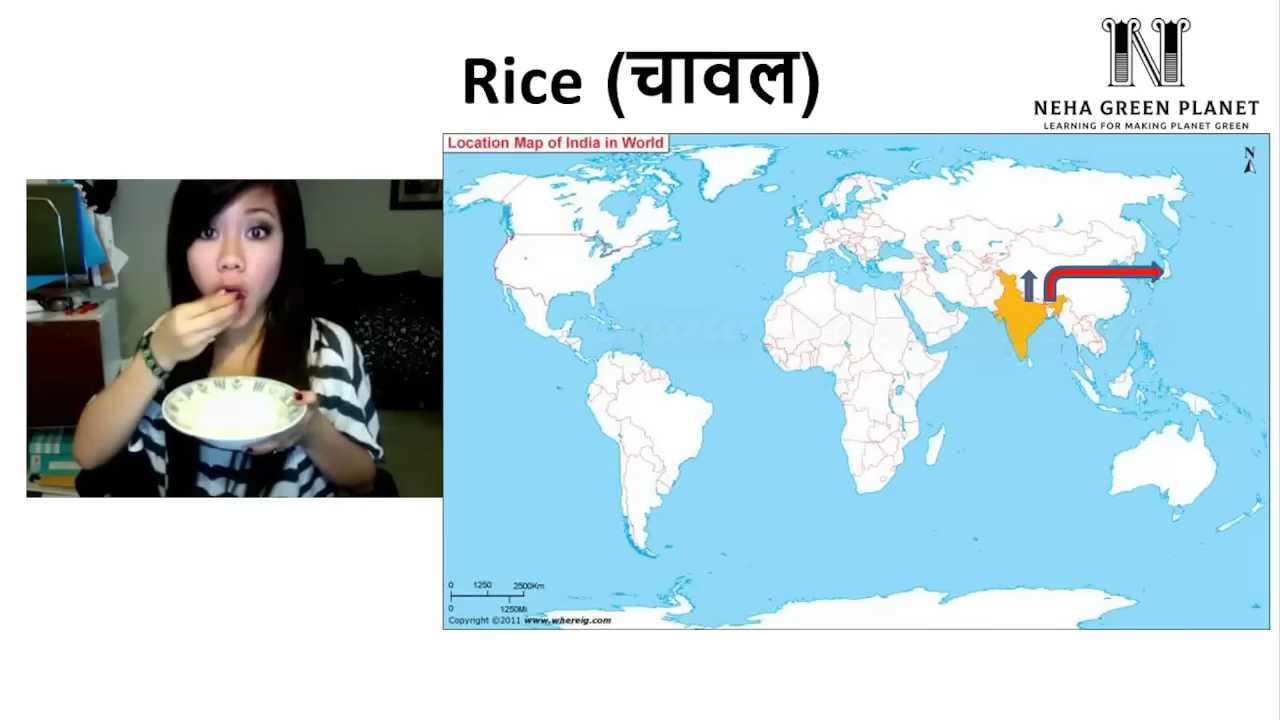 Rice (चावल)
N
NEHA GREEN PLANET
LEARNING FOR MAKING PLANET GREEN
Location Map of India in World
N
0 1250 2500Km
0 1250Mi
Copyright ©2011 www.whereig.com